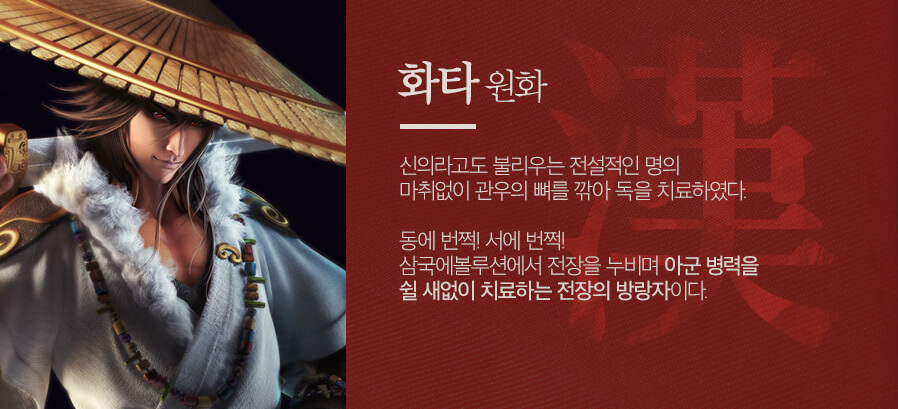 화타 원화
신의라고도 불리우는 전설적인 명의
마취없이 관우의 뼈를 깎아 독을 치료하였다.
동에 번쩍! 서에 번쩍!
삼국에볼루션에서 전장을 누비며 아군 병력을
쉴 새없이 치료하는 전장의 방랑자이다.
漢